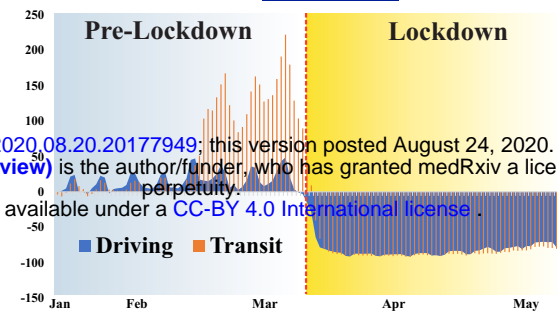 250
Pre-Lockdown Lockdown
200
150
100
2020.08.20.20177949; this version posted August 24, 2020.
50
view) is the author/funder, who has granted medRxiv a lice
perpetuity.
0
available under a CC-BY 4.0 International license .
-50
Driving Transit
-100
-150
Jan Feb Mar Apr May